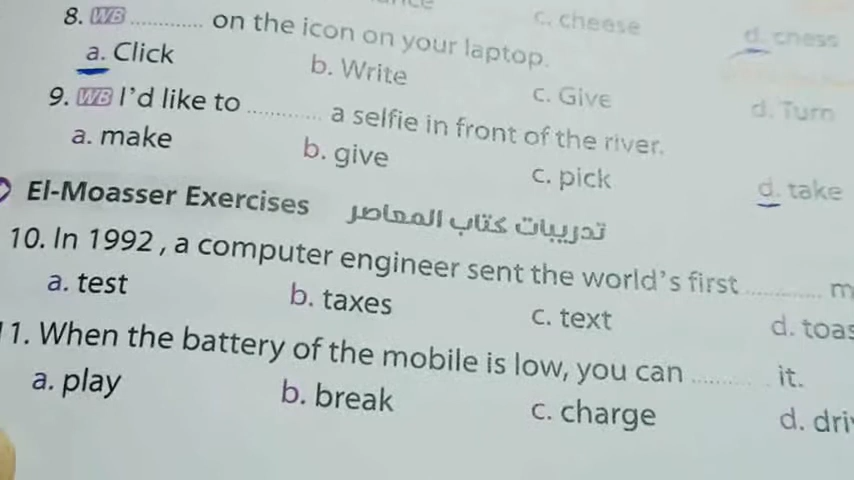 c. cheese d. chess
8. WB ............ on the icon on your laptop.
a. Click b. Write c. Give d. Turn
9. WB I'd like to ............ a selfie in front of the river.
a. make b. give c. pick d. take
El-Moasser Exercises تدريبات كتاب المعاصر
10. In 1992 , a computer engineer sent the world's first ............ m
a. test b. taxes c. text d. toas
11. When the battery of the mobile is low, you can ............ it.
a. play b. break c. charge d. dri